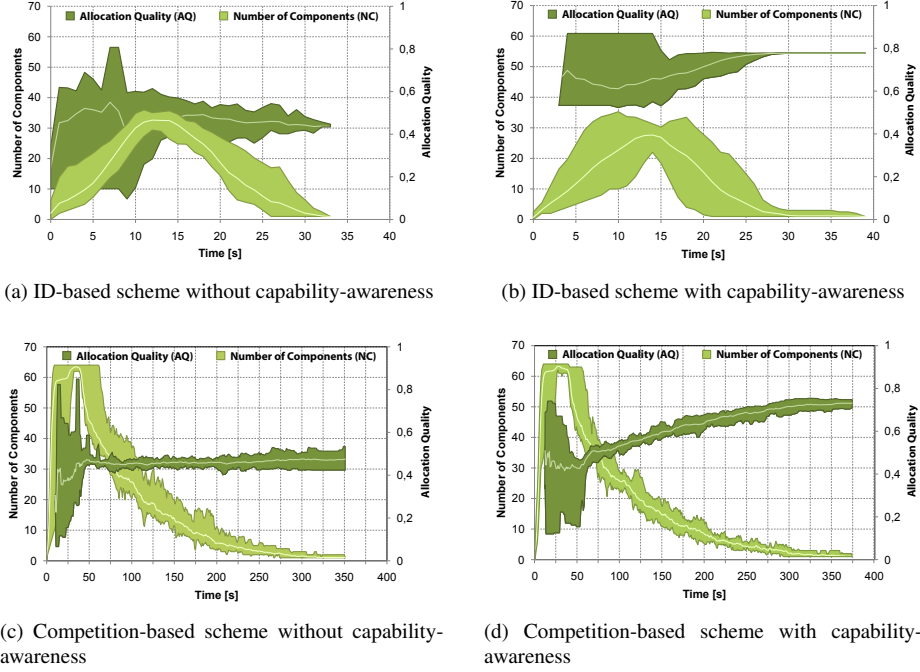 Allocation Quality (AQ) Number of Components (NC)
Number of Components
70
60
50
40
30
20
10
0
0 5 10 15 20 25 30 35 40
Time [s]
1
0,8
0,6
0,4
0,2
0
Allocation Quality
(a) ID-based scheme without capability-awareness
Allocation Quality (AQ) Number of Components (NC)
Number of Components
70
60
50
40
30
20
10
0
0 5 10 15 20 25 30 35 40
Time [s]
1
0,8
0,6
0,4
0,2
0
Allocation Quality
(b) ID-based scheme with capability-awareness
Allocation Quality (AQ) Number of Components (NC)
Number of Components
70
60
50
40
30
20
10
0
0 50 100 150 200 250 300 350 400
Time [s]
1
0,8
0,6
0,4
0,2
0
Allocation Quality
(c) Competition-based scheme without capability-
awareness
Allocation Quality (AQ) Number of Components (NC)
Number of Components
70
60
50
40
30
20
10
0
0 50 100 150 200 250 300 350 400
Time [s]
1
0,8
0,6
0,4
0,2
0
Allocation Quality
(d) Competition-based scheme with capability-
awareness